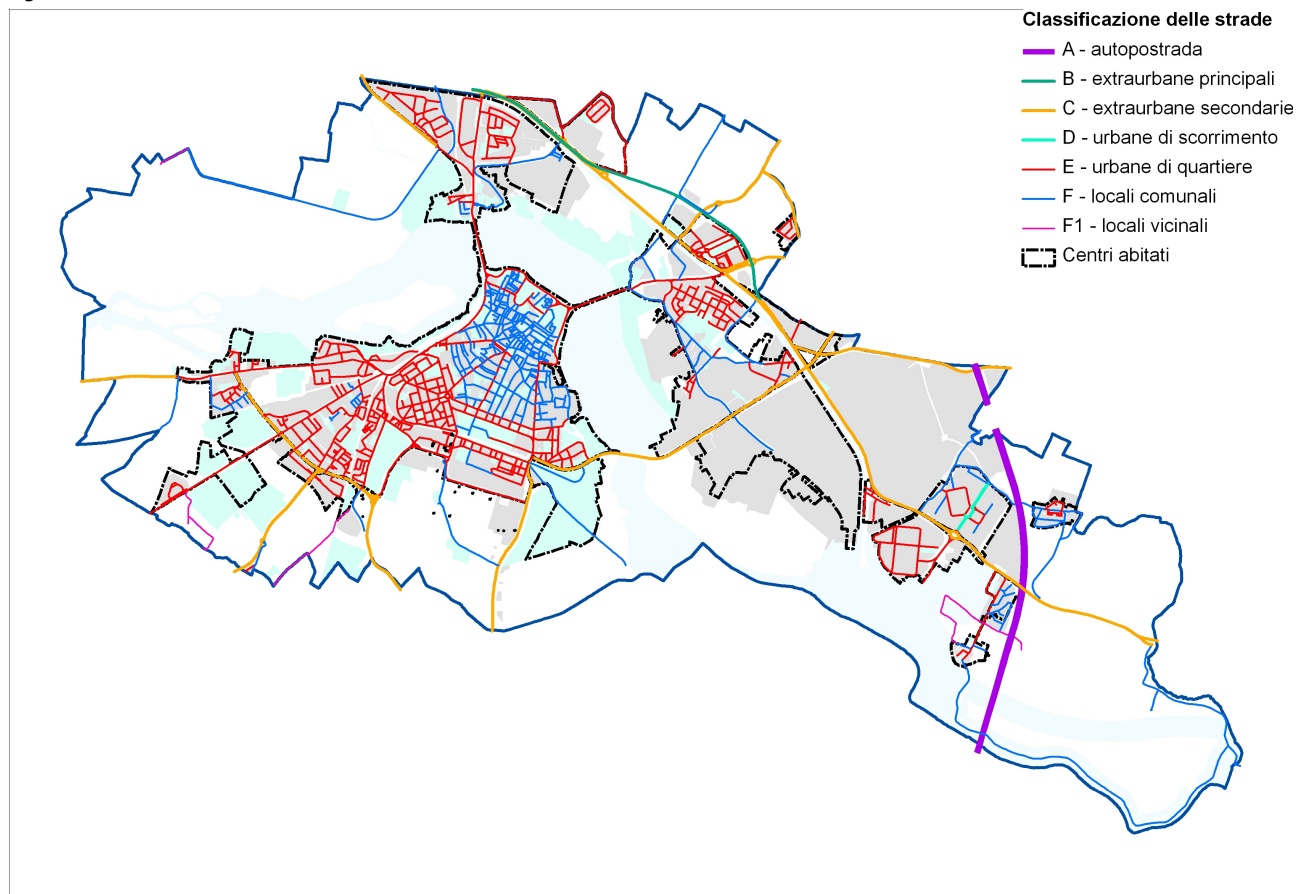 Classificazione delle strade
A - autopostrada
B - extraurbane principali
C - extraurbane secondarie
D - urbane di scorrimento
E - urbane di quartiere
F - locali comunali
F1 - locali vicinali
Centri abitati